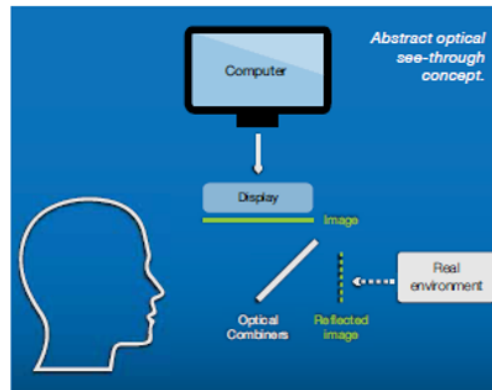 Abstract optical
see-through
concept.
Computer
Display
Image
Real
environment
Optical
Combiners
Reflected
image